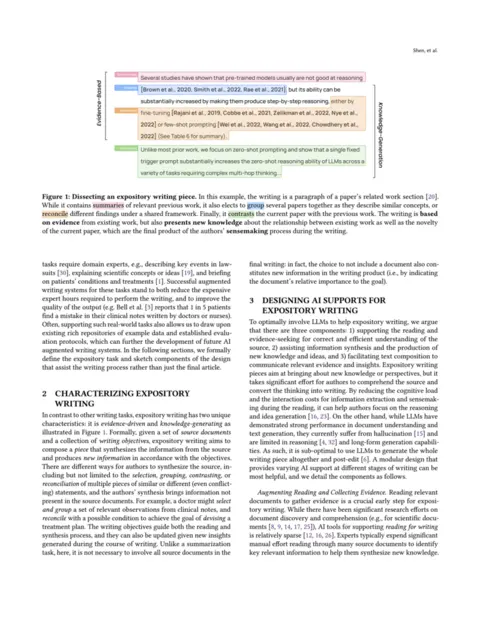 Shen, et al.
Several studies have shown that pre-trained models usually are not good at reasoning
[Brown et al., 2020, Smith et al., 2022, Rae et al., 2021], but its ability can be
substantially increased by making them produce step-by-step reasoning, either by
fine-tuning [Rajani et al., 2019, Cobbe et al., 2021, Zelikman et al., 2022, Nye et al.,
2022] or few-shot prompting [Wei et al., 2022, Wang et al., 2022, Chowdhery et al.,
2022] (See Table 6 for summary).
Unlike most prior work, we focus on zero-shot prompting and show that a single fixed
trigger prompt substantially increases the zero-shot reasoning ability of LLMs across a
variety of tasks requiring complex multi-hop thinking...
Evidence-Based
Knowledge-Generation
Figure 1: Dissecting an expository writing piece. In this example, the writing is a paragraph of a paper's related work section [20].
While it contains summaries of relevant previous work, it also elects to group several papers together as they describe similar concepts, or
reconcile different findings under a shared framework. Finally, it contrasts the current paper with the previous work. The writing is based
on evidence from existing work, but also presents new knowledge about the relationship between existing work as well as the novelty
of the current paper, which are the final product of the authors' sensemaking process during the writing.
tasks require domain experts, e.g., describing key events in law-
suits [30], explaining scientific concepts or ideas [19], and briefing
on patients' conditions and treatments [1]. Successful augmented
writing systems for these tasks stand to both reduce the expensive
expert hours required to perform the writing, and to improve the
quality of the output (e.g. Bell et al. [3] reports that 1 in 5 patients
find a mistake in their clinical notes written by doctors or nurses).
Often, supporting such real-world tasks also allows us to draw upon
existing rich repositories of example data and established evalu-
ation protocols, which can further the development of future AI
augmented writing systems. In the following sections, we formally
define the expository task and sketch components of the design
that assist the writing process rather than just the final article.
2 CHARACTERIZING EXPOSITORY
WRITING
In contrast to other writing tasks, expository writing has two unique
characteristics: it is evidence-driven and knowledge-generating as
illustrated in Figure 1. Formally, given a set of source documents
and a collection of writing objectives, expository writing aims to
compose a piece that synthesizes the information from the source
and produces new information in accordance with the objectives.
There are different ways for authors to synthesize the source, in-
cluding but not limited to the selection, grouping, contrasting, or
reconciliation of multiple pieces of similar or different (even conflict-
ing) statements, and the authors' synthesis brings information not
present in the source documents. For example, a doctor might select
and group a set of relevant observations from clinical notes, and
reconcile with a possible condition to achieve the goal of devising a
treatment plan. The writing objectives guide both the reading and
synthesis process, and they can also be updated given new insights
generated during the course of writing. Unlike a summarization
task, here, it is not necessary to involve all source documents in the
final writing: in fact, the choice to not include a document also con-
stitutes new information in the writing product (i.e., by indicating
the document's relative importance to the goal).
3 DESIGNING AI SUPPORTS FOR
EXPOSITORY WRITING
To optimally involve LLMs to help expository writing, we argue
that there are three components: 1) supporting the reading and
evidence-seeking for correct and efficient understanding of the
source, 2) assisting information synthesis and the production of
new knowledge and ideas, and 3) facilitating text composition to
communicate relevant evidence and insights. Expository writing
pieces aim at bringing about new knowledge or perspectives, but it
takes significant effort for authors to comprehend the source and
convert the thinking into writing. By reducing the cognitive load
and the interaction costs for information extraction and sensemak-
ing during the reading, it can help authors focus on the reasoning
and idea generation [16, 23]. On the other hand, while LLMs have
demonstrated strong performance in document understanding and
text generation, they currently suffer from hallucination [15] and
are limited in reasoning [4, 32] and long-form generation capabili-
ties. As such, it is sub-optimal to use LLMs to generate the whole
writing piece altogether and post-edit [6]. A modular design that
provides varying AI support at different stages of writing can be
most helpful, and we detail the components as follows.
Augmenting Reading and Collecting Evidence. Reading relevant
documents to gather evidence is a crucial early step for exposi-
tory writing. While there have been significant research efforts on
document discovery and comprehension (e.g., for scientific docu-
ments [8, 9, 14, 17, 25]), AI tools for supporting reading for writing
is relatively sparse [12, 16, 26]. Experts typically expend significant
manual effort reading through many source documents to identify
key relevant information to help them synthesize new knowledge.